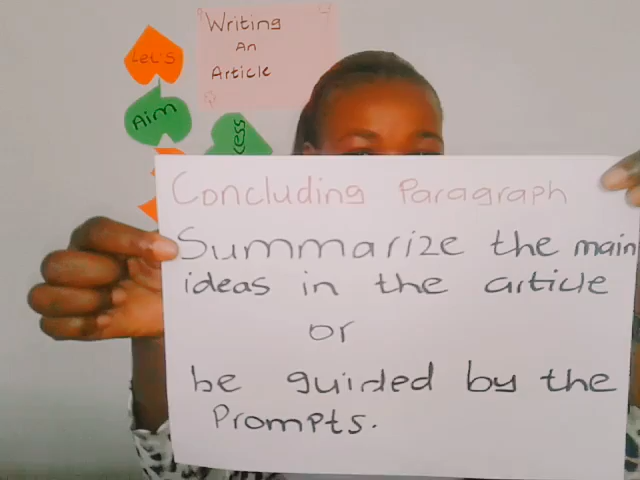 Writing
An
Article
LeT'S
Aim
cess
Concluding Paragraph
Summarize the main
ideas in the article
or
be guided by the
Prompts.